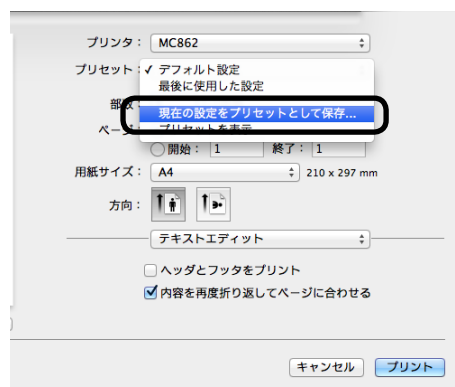 プリンタ： MC862
プリセット： ✓ デフォルト設定
最後に使用した設定
部数：
現在の設定をプリセットとして保存...
ページ：
プリセットを表示
開始： 1 終了： 1
用紙サイズ： A4 210 x 297 mm
方向：
テキストエディット
ヘッダとフッタをプリント
内容を再度折り返してページに合わせる
キャンセル プリント